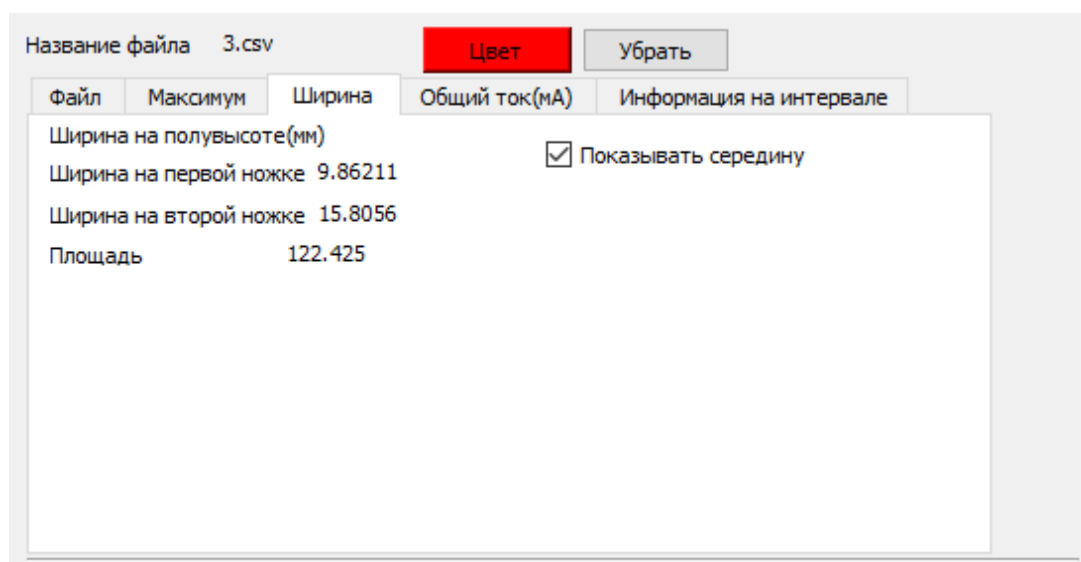 Название файла 3.csv Цвет Убрать
Файл Максимум Ширина Общий ток(мА) Информация на интервале
Ширина на полувысоте(мм)
Показывать середину
Ширина на первой ножке 9.86211
Ширина на второй ножке 15.8056
Площадь 122.425